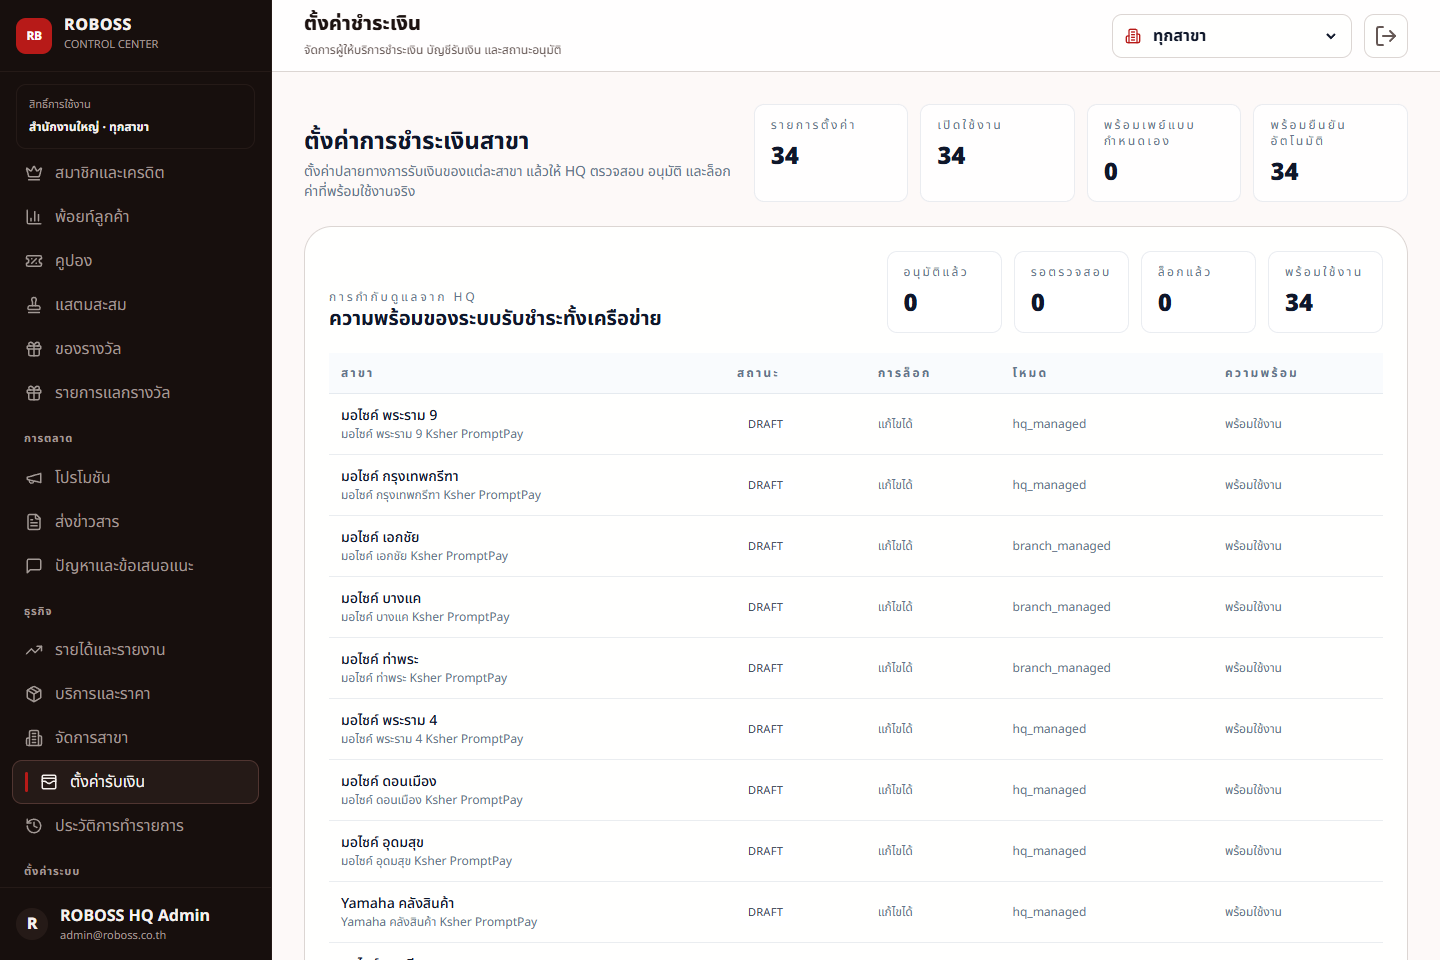 RB
ROBOSS
CONTROL CENTER
สิทธิ์การใช้งาน
สำนักงานใหญ่ · ทุกสาขา
สมาชิกและเครดิต
พ้อยท์ลูกค้า
คูปอง
แสตมสะสม
ของรางวัล
รายการแลกรางวัล
การตลาด
โปรโมชัน
ส่งข่าวสาร
ปัญหาและข้อเสนอแนะ
ธุรกิจ
รายได้และรายงาน
บริการและราคา
จัดการสาขา
ตั้งค่ารับเงิน
ประวัติการทำรายการ
ตั้งค่าระบบ
R
ROBOSS HQ Admin
admin@roboss.co.th
ตั้งค่าชำระเงิน
จัดการผู้ให้บริการชำระเงิน บัญชีรับเงิน และสถานะอนุมัติ
ทุกสาขา
ตั้งค่าการชำระเงินสาขา
ตั้งค่าปลายทางการรับเงินของแต่ละสาขา แล้วให้ HQ ตรวจสอบ อนุมัติ และล็อก
ค่าที่พร้อมใช้งานจริง
รายการตั้งค่า
34
เปิดใช้งาน
34
พร้อมเพย์แบบ
กำหนดเอง
0
พร้อมยืนยัน
อัตโนมัติ
34
การกำกับดูแลจาก HQ
ความพร้อมของระบบรับชำระทั้งเครือข่าย
อนุมัติแล้ว
0
รอตรวจสอบ
0
ล็อกแล้ว
0
พร้อมใช้งาน
34
สาขา สถานะ การล็อก โหมด ความพร้อม
มอไซค์ พระราม 9
มอไซค์ พระราม 9 Ksher PromptPay
DRAFT แก้ไขได้ hq_managed พร้อมใช้งาน
มอไซค์ กรุงเทพกรีฑา
มอไซค์ กรุงเทพกรีฑา Ksher PromptPay
DRAFT แก้ไขได้ hq_managed พร้อมใช้งาน
มอไซค์ เอกชัย
มอไซค์ เอกชัย Ksher PromptPay
DRAFT แก้ไขได้ branch_managed พร้อมใช้งาน
มอไซค์ บางแค
มอไซค์ บางแค Ksher PromptPay
DRAFT แก้ไขได้ branch_managed พร้อมใช้งาน
มอไซค์ ท่าพระ
มอไซค์ ท่าพระ Ksher PromptPay
DRAFT แก้ไขได้ branch_managed พร้อมใช้งาน
มอไซค์ พระราม 4
มอไซค์ พระราม 4 Ksher PromptPay
DRAFT แก้ไขได้ hq_managed พร้อมใช้งาน
มอไซค์ ดอนเมือง
มอไซค์ ดอนเมือง Ksher PromptPay
DRAFT แก้ไขได้ hq_managed พร้อมใช้งาน
มอไซค์ อุดมสุข
มอไซค์ อุดมสุข Ksher PromptPay
DRAFT แก้ไขได้ hq_managed พร้อมใช้งาน
Yamaha คลังสินค้า
Yamaha คลังสินค้า Ksher PromptPay
DRAFT แก้ไขได้ hq_managed พร้อมใช้งาน